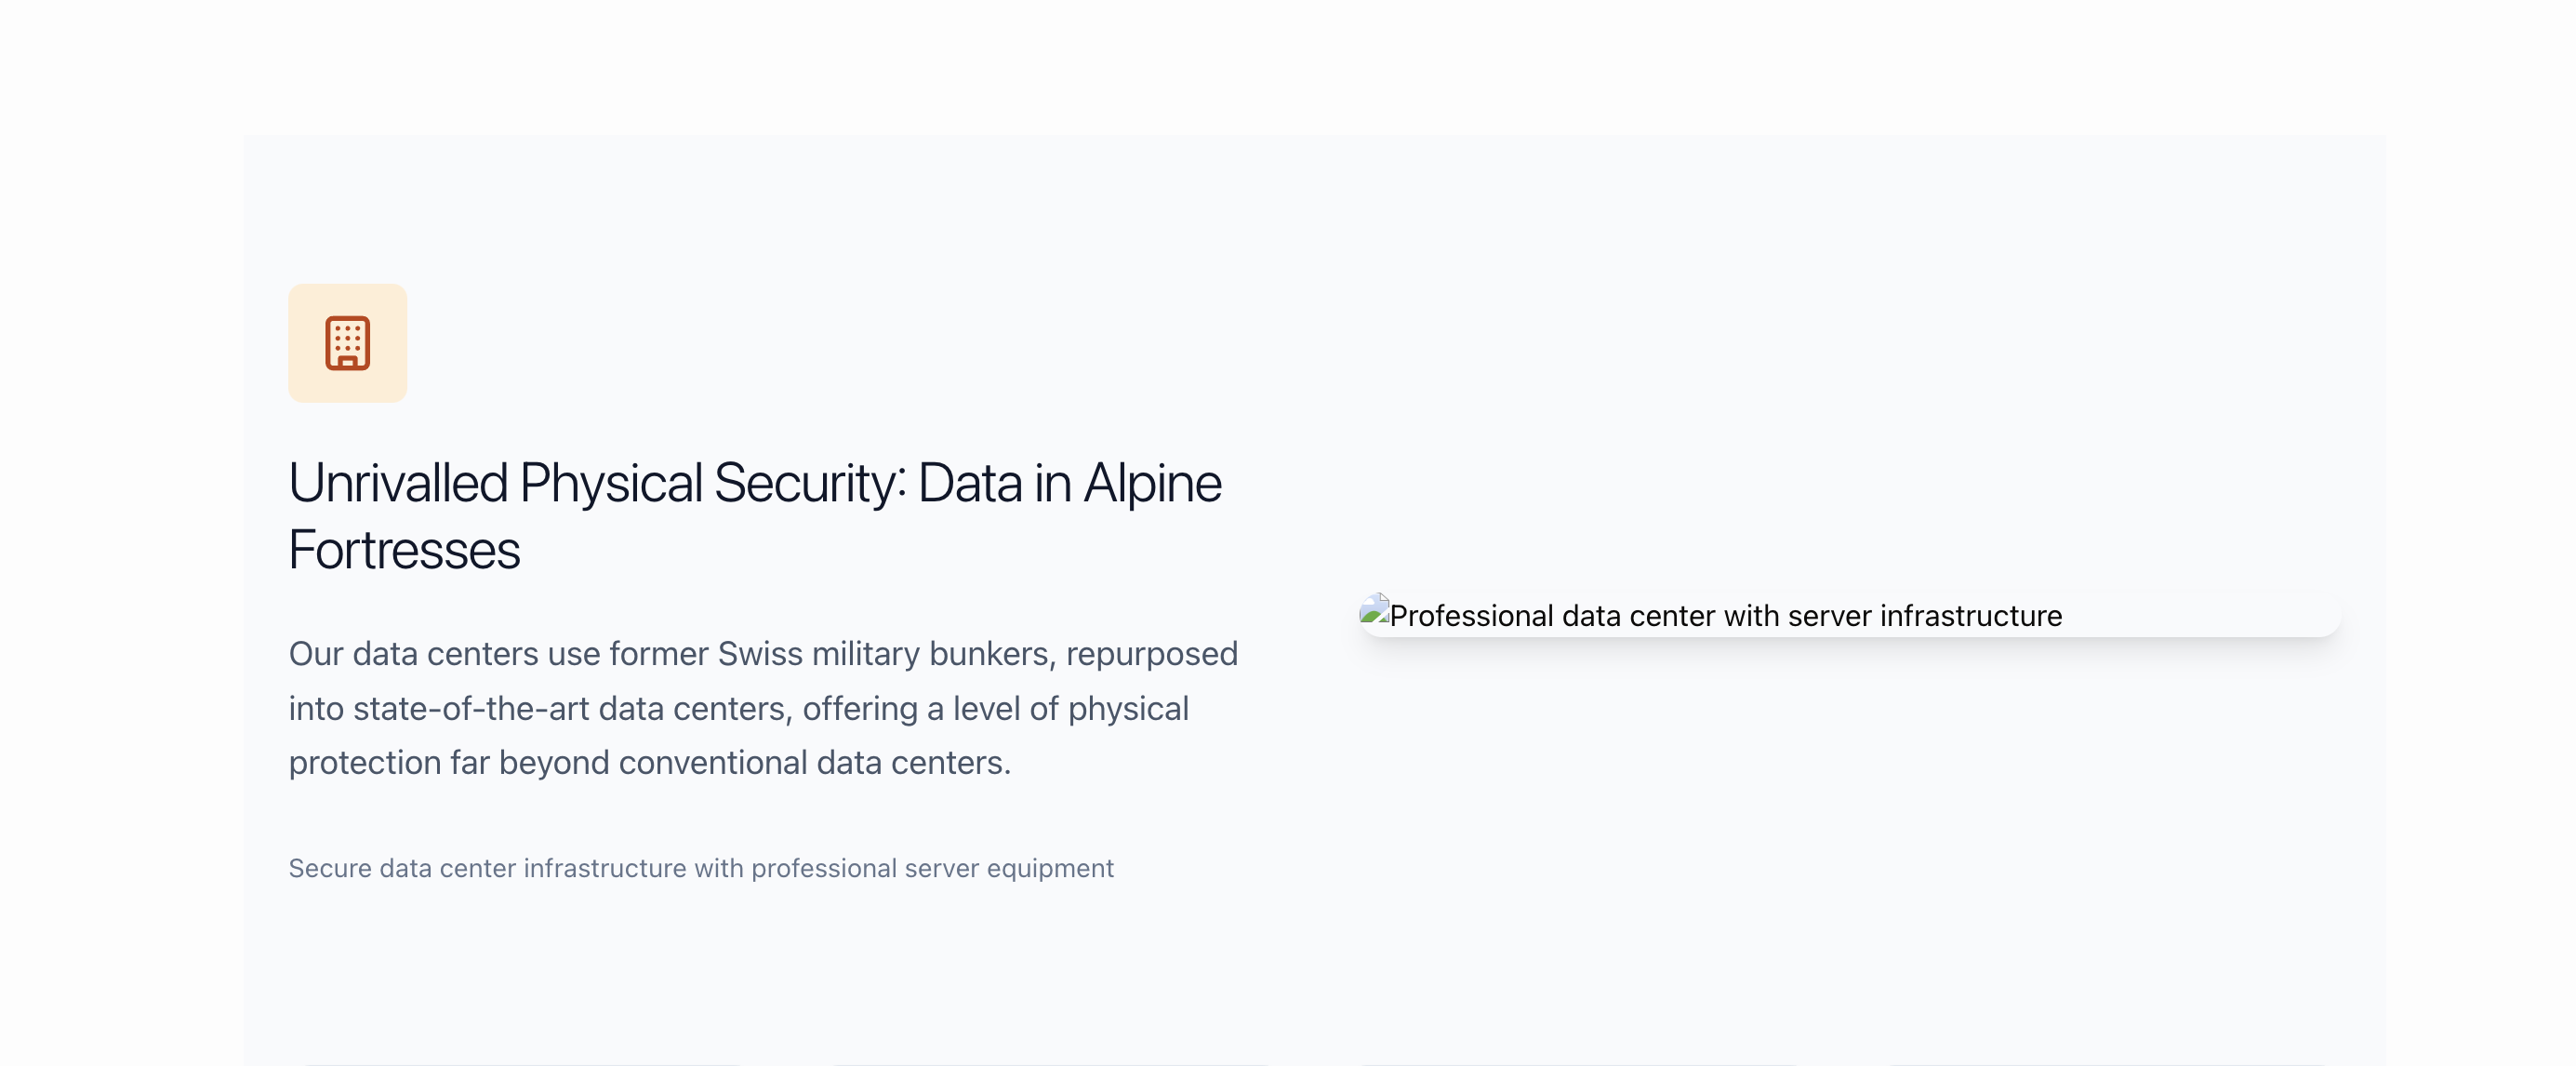 Unrivalled Physical Security: Data in Alpine
Fortresses
Our data centers use former Swiss military bunkers, repurposed
into state-of-the-art data centers, offering a level of physical
protection far beyond conventional data centers.
Secure data center infrastructure with professional server equipment
Professional data center with server infrastructure